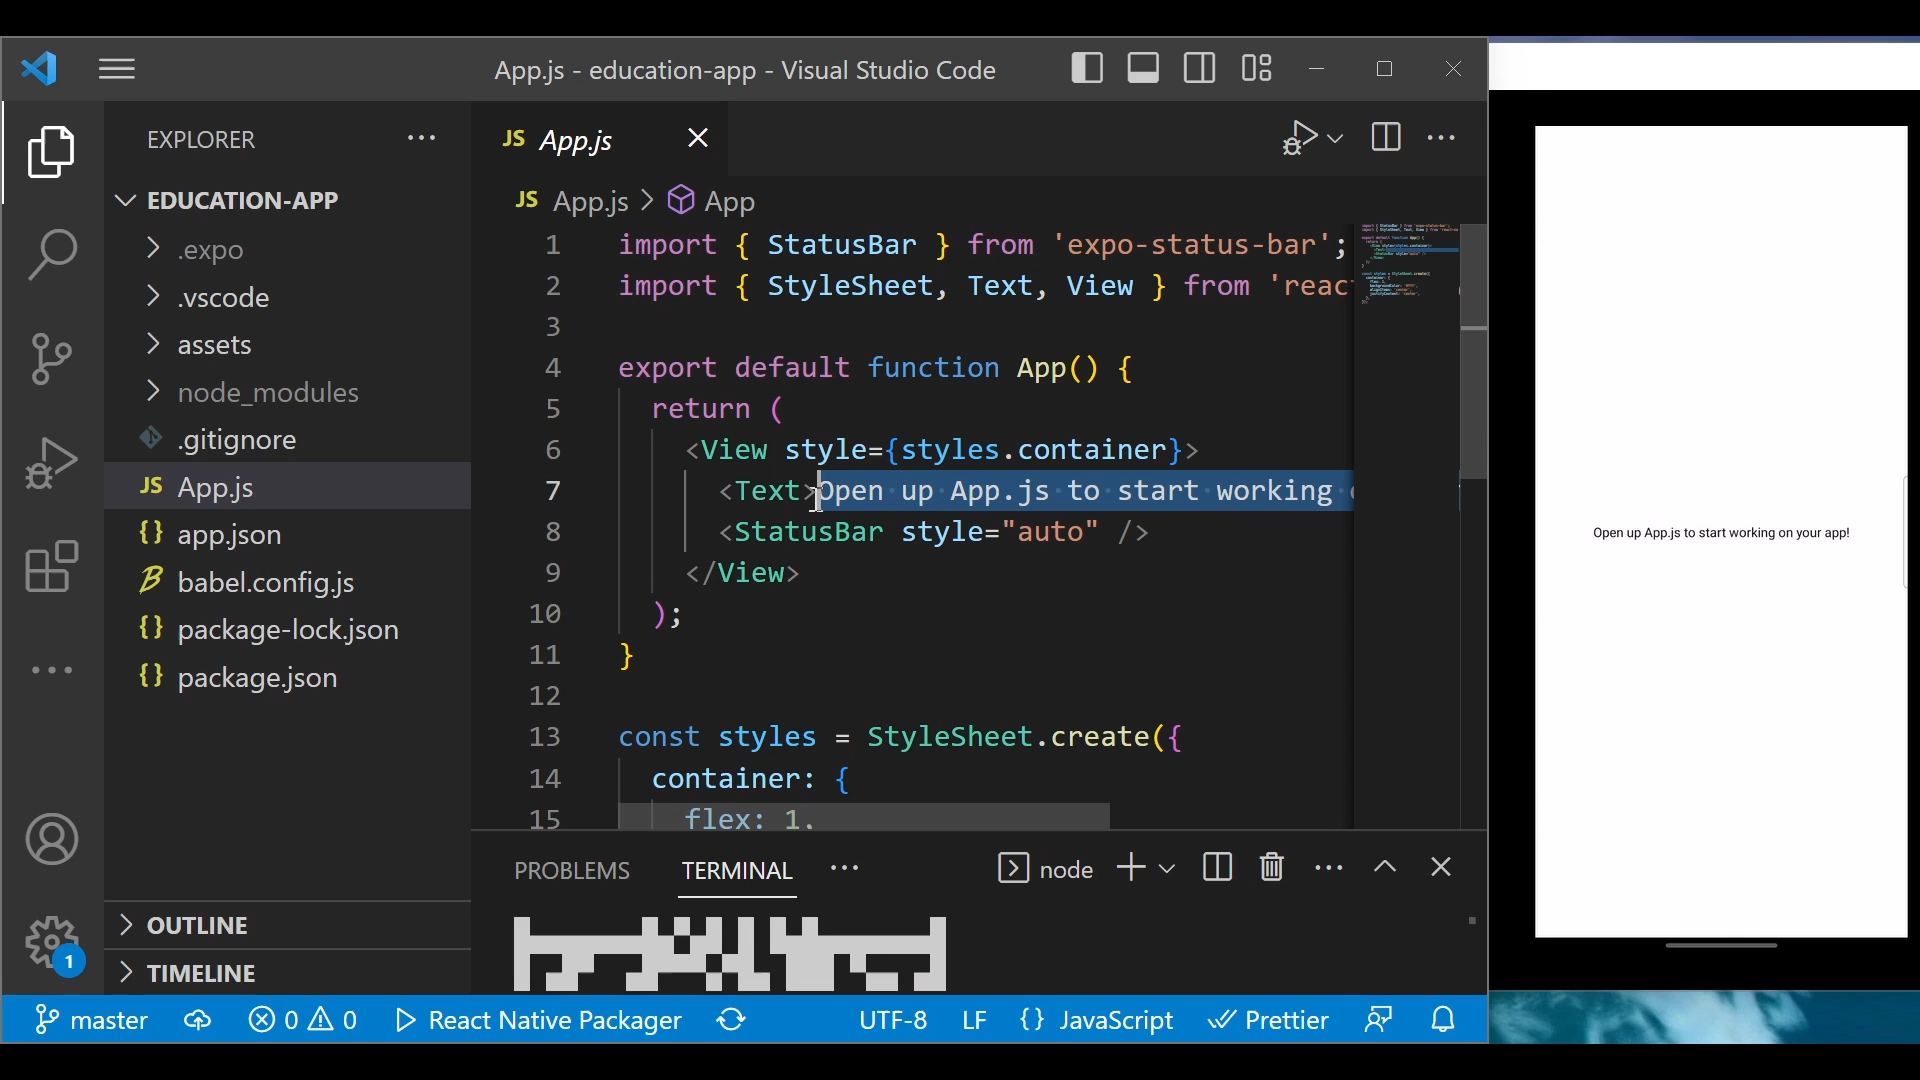 App.js - education-app - Visual Studio Code
EXPLORER
EDUCATION-APP
.expo
.vscode
assets
node_modules
.gitignore
JS App.js
{} app.json
babel.config.js
{} package-lock.json
{} package.json
OUTLINE
TIMELINE
JS App.js
JS App.js > App
1 import { StatusBar } from 'expo-status-bar';
2 import { StyleSheet, Text, View } from 'reac
3
4 export default function App() {
5 return (
6 <View style={styles.container}>
7 <Text>Open up App.js to start working
8 <StatusBar style="auto" />
9 </View>
10 );
11 }
12
13 const styles = StyleSheet.create({
14 container: {
15 flex: 1,
PROBLEMS TERMINAL node
1
master 0 0 React Native Packager UTF-8 LF {} JavaScript Prettier
Open up App.js to start working on your app!